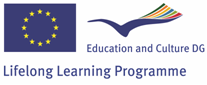 Education and Culture DG
Lifelong Learning Programme